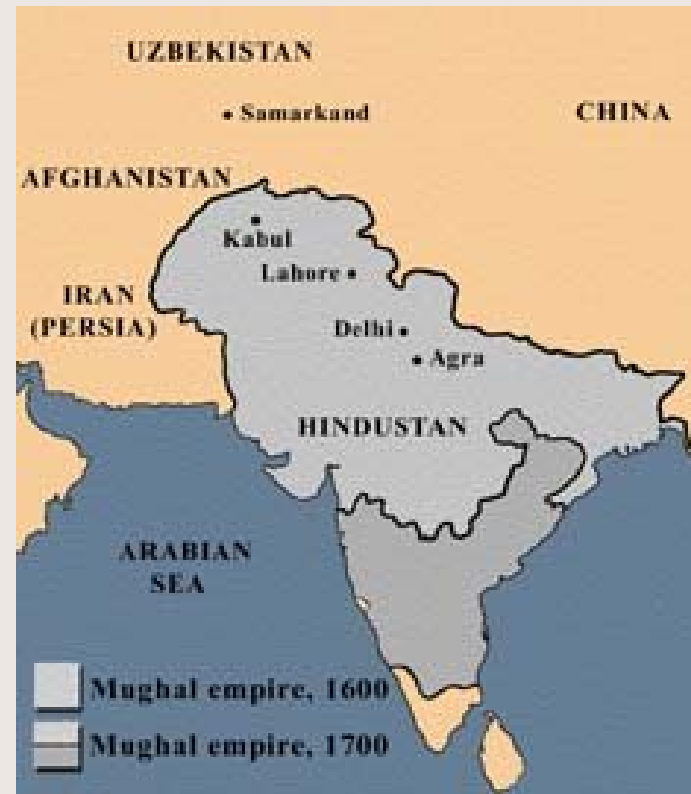 UZBEKISTAN
Samarkand
CHINA
AFGHANISTAN
Kabul
Lahore
IRAN
(PERSIA)
Delhi
Agra
HINDUSTAN
ARABIAN
SEA
Mughal empire, 1600
Mughal empire, 1700